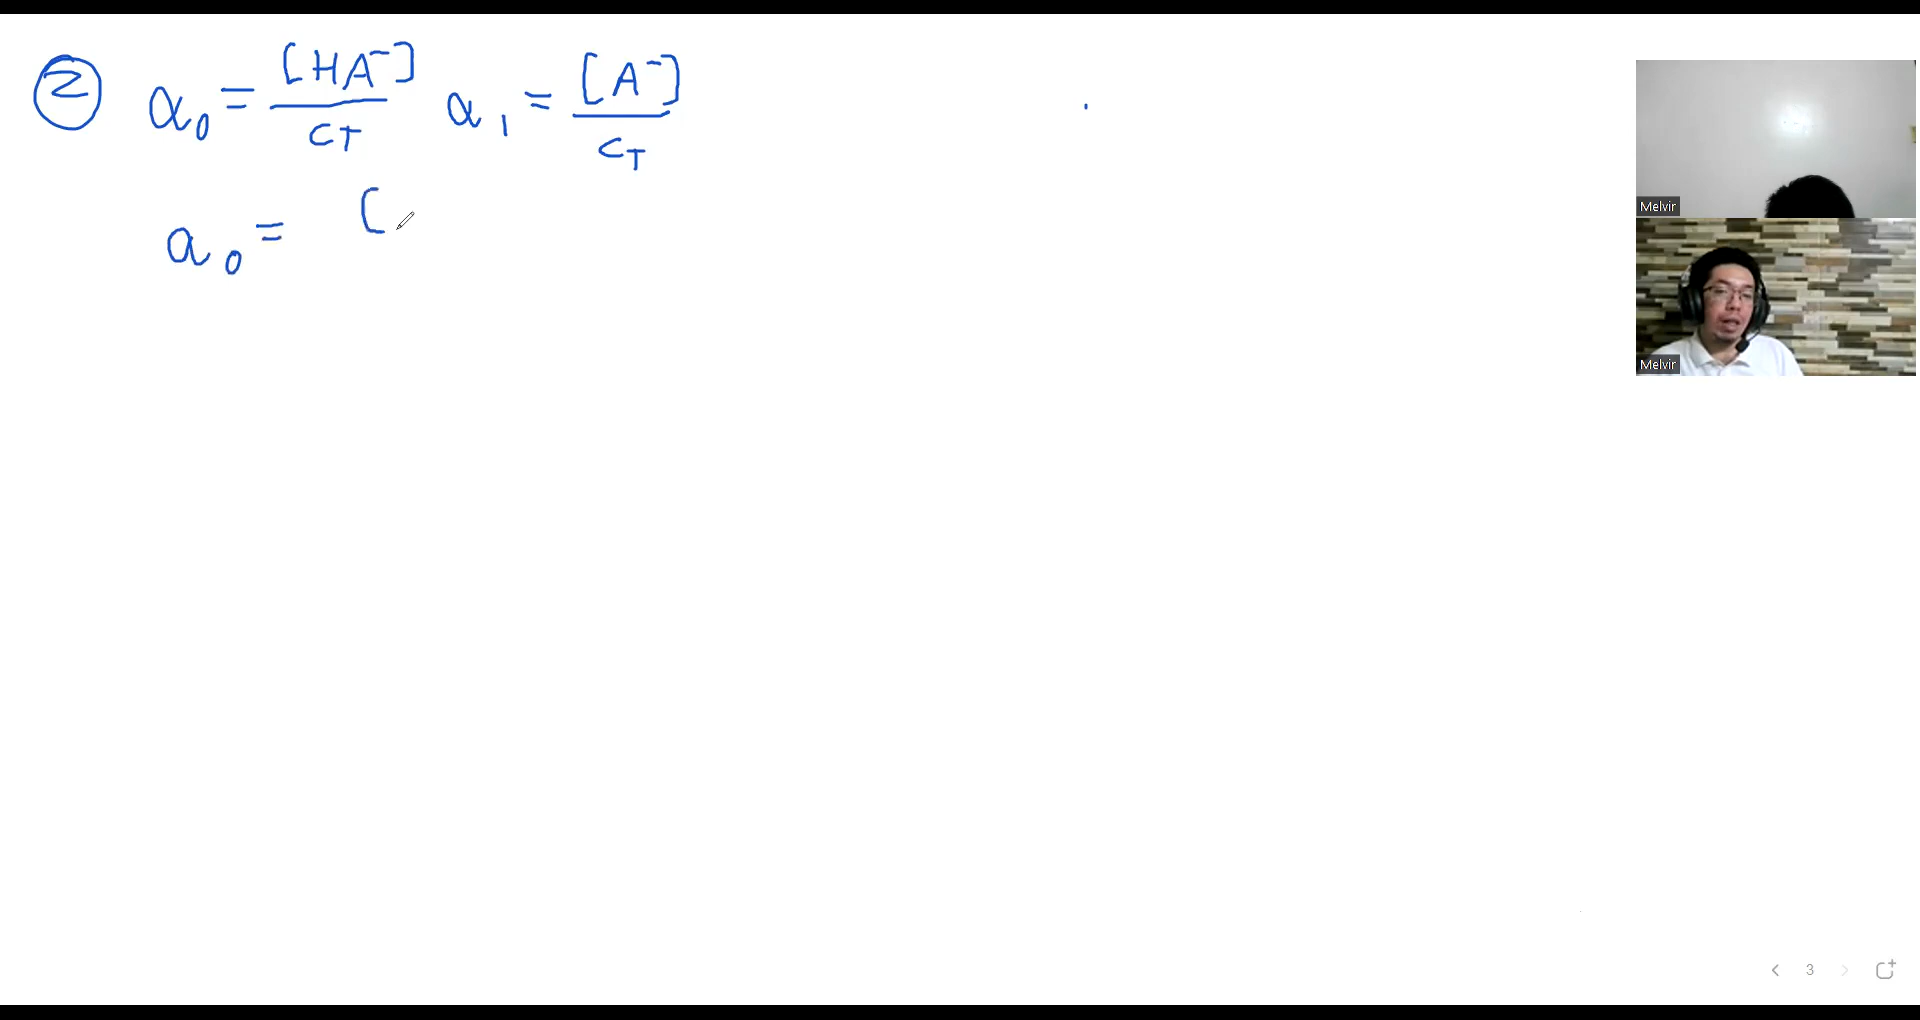 ② α₀ = [HA⁻] / CT α₁ = [A⁻] / CT
α₀ = [
Melvir
Melvir
3